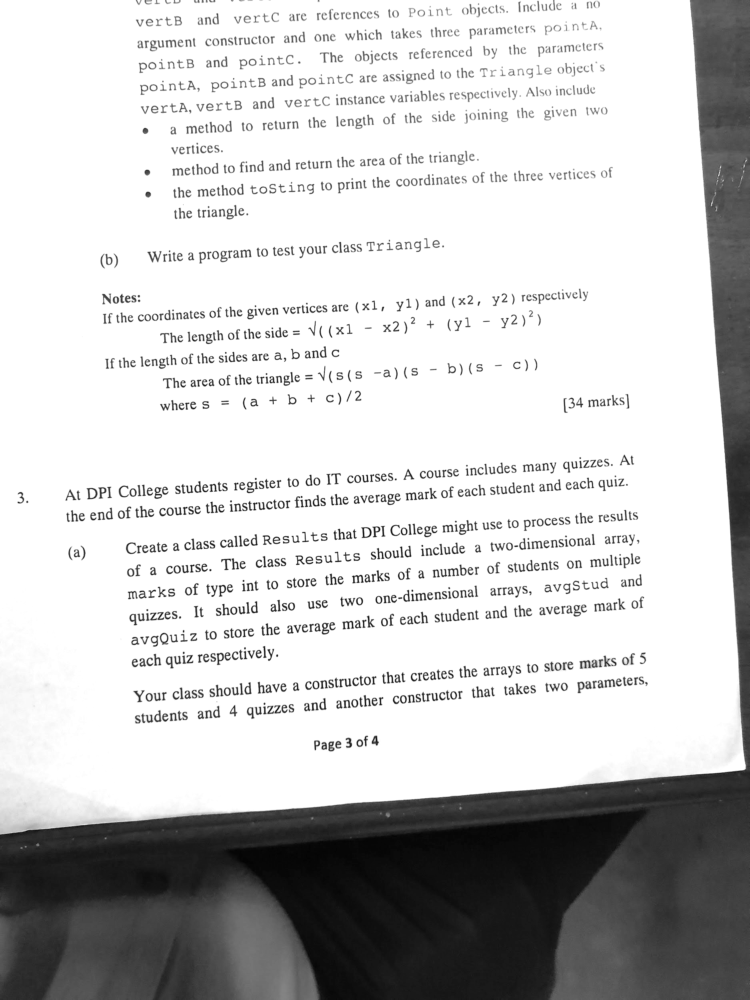 vertB and vertC are references to Point objects. Include a no
argument constructor and one which takes three parameters pointA,
pointB and pointC. The objects referenced by the parameters
pointA, pointB and pointC are assigned to the Triangle object's
vertA, vertB and vertC instance variables respectively. Also include
• a method to return the length of the side joining the given two
vertices.
• method to find and return the area of the triangle.
• the method toSting to print the coordinates of the three vertices of
the triangle.
(b) Write a program to test your class Triangle.
Notes:
If the coordinates of the given vertices are (x1, y1) and (x2, y2) respectively
The length of the side = √((x1 - x2)² + (y1 - y2)²)
If the length of the sides are a, b and c
The area of the triangle = √(s(s -a)(s - b)(s - c))
where s = (a + b + c)/2
[34 marks]
3. At DPI College students register to do IT courses. A course includes many quizzes. At
the end of the course the instructor finds the average mark of each student and each quiz.
(a) Create a class called Results that DPI College might use to process the results
of a course. The class Results should include a two-dimensional array,
marks of type int to store the marks of a number of students on multiple
quizzes. It should also use two one-dimensional arrays, avgStud and
avgQuiz to store the average mark of each student and the average mark of
each quiz respectively.
Your class should have a constructor that creates the arrays to store marks of 5
students and 4 quizzes and another constructor that takes two parameters,
Page 3 of 4